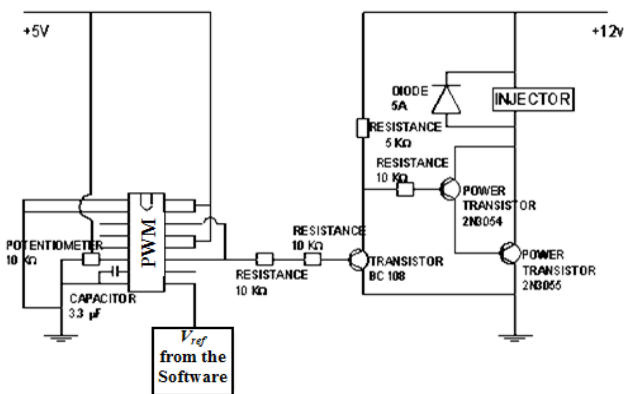 +5V
+12v
DIODE
5A
INJECTOR
RESISTANCE
5 KΩ
RESISTANCE
10 KΩ
POWER
TRANSISTOR
2N3054
PWM
POTENTIOMETER
10 KΩ
RESISTANCE
10 KΩ
RESISTANCE
10 KΩ
TRANSISTOR
BC 108
POWER
TRANSISTOR
2N3055
CAPACITOR
3.3 µF
Vref
from the
Software